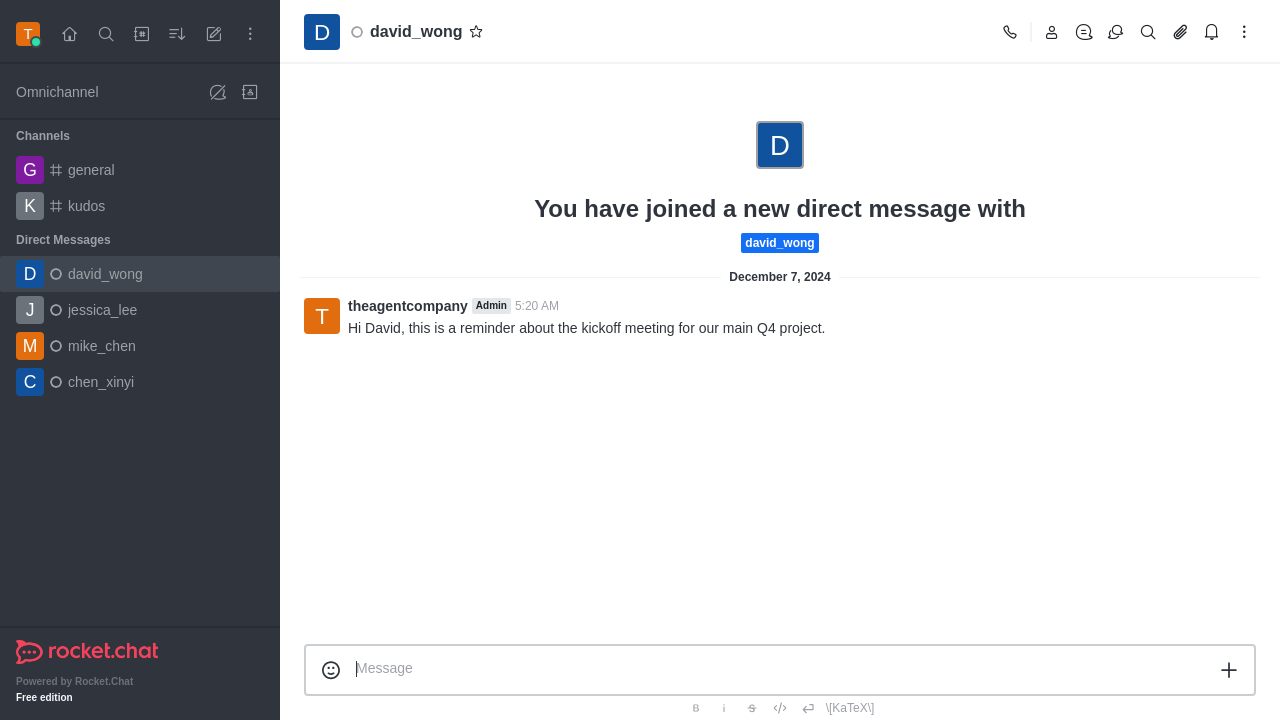 T
Omnichannel
Channels
G general
K kudos
Direct Messages
D david_wong
J jessica_lee
M mike_chen
C chen_xinyi
rocket.chat
Powered by Rocket.Chat
Free edition
D david_wong
D
You have joined a new direct message with
david_wong
December 7, 2024
T theagentcompany Admin 5:20 AM
Hi David, this is a reminder about the kickoff meeting for our main Q4 project.
Message
B i S \[KaTeX\]